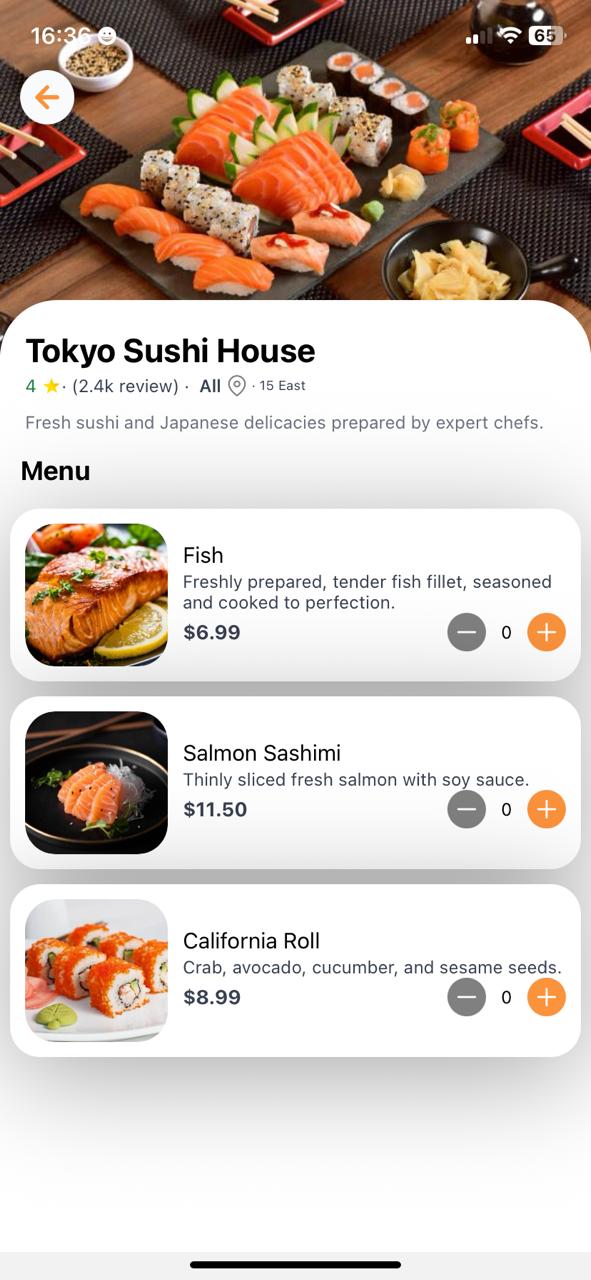 16:36 65
Tokyo Sushi House
4 · (2.4k review) · All · 15 East
Fresh sushi and Japanese delicacies prepared by expert chefs.
Menu
Fish
Freshly prepared, tender fish fillet, seasoned
and cooked to perfection.
$6.99 0
Salmon Sashimi
Thinly sliced fresh salmon with soy sauce.
$11.50 0
California Roll
Crab, avocado, cucumber, and sesame seeds.
$8.99 0